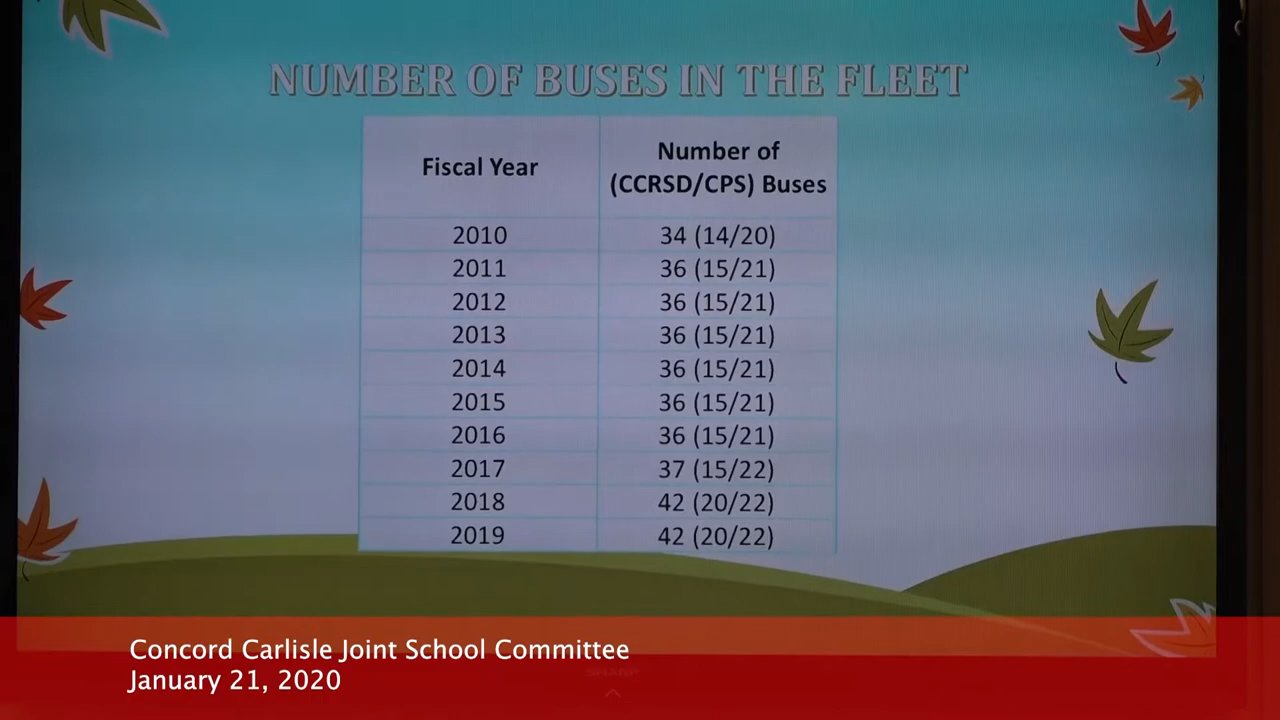 NUMBER OF BUSES IN THE FLEET
Fiscal Year
Number of
(CCRSD/CPS) Buses
2010 34 (14/20)
2011 36 (15/21)
2012 36 (15/21)
2013 36 (15/21)
2014 36 (15/21)
2015 36 (15/21)
2016 36 (15/21)
2017 37 (15/22)
2018 42 (20/22)
2019 42 (20/22)
Concord Carlisle Joint School Committee
January 21, 2020
SHARP